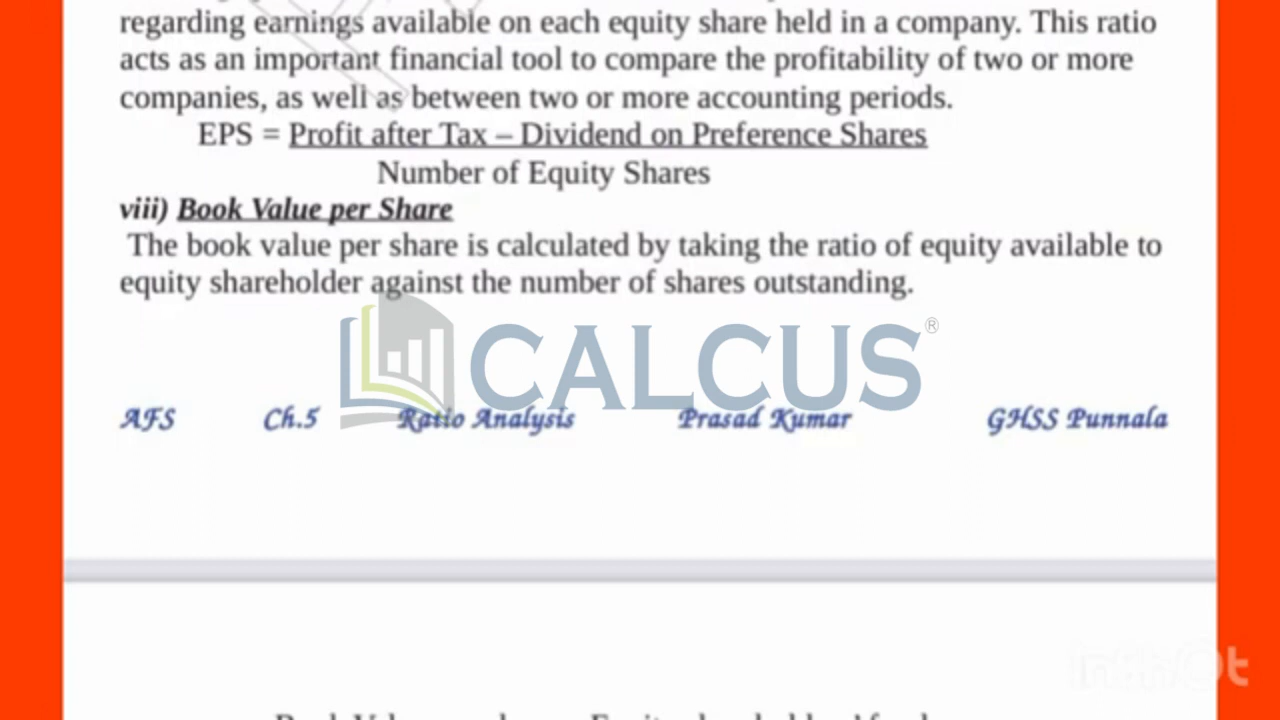 regarding earnings available on each equity share held in a company. This ratio
acts as an important financial tool to compare the profitability of two or more
companies, as well as between two or more accounting periods.
EPS = Profit after Tax – Dividend on Preference Shares
Number of Equity Shares
viii) Book Value per Share
The book value per share is calculated by taking the ratio of equity available to
equity shareholder against the number of shares outstanding.
CALCUS®
AFS Ch.5 Ratio Analysis Prasad Kumar GHSS Punnala